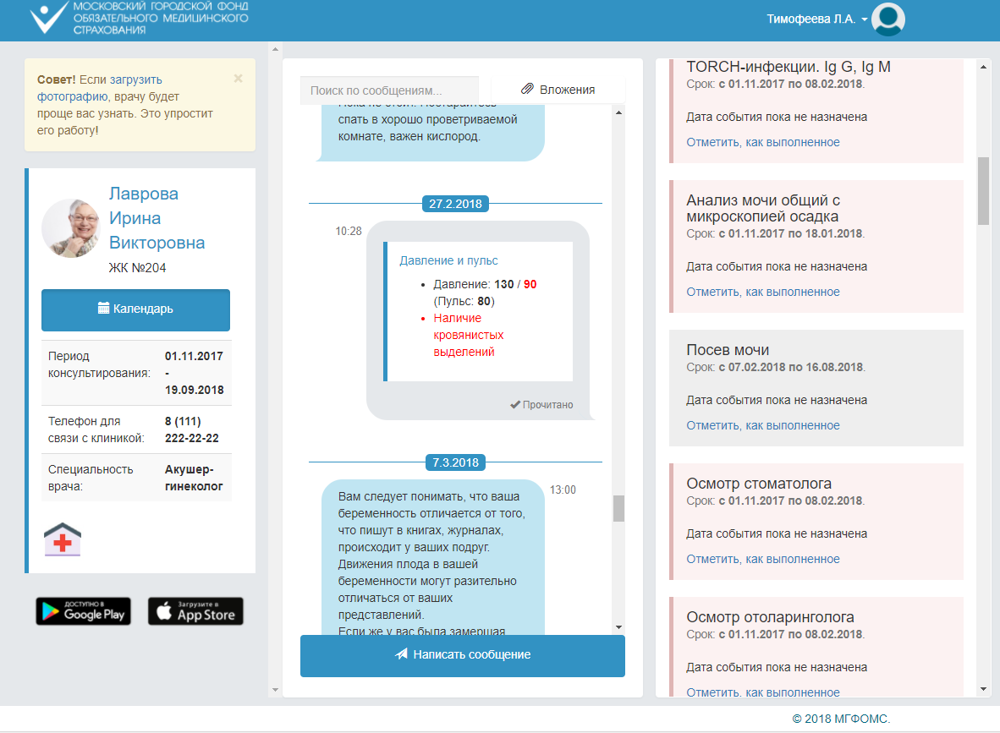 МОСКОВСКИЙ ГОРОДСКОЙ ФОНД
ОБЯЗАТЕЛЬНОГО МЕДИЦИНСКОГО
СТРАХОВАНИЯ
Тимофеева Л.А.
Совет! Если загрузить
фотографию, врачу будет
проще вас узнать. Это упростит
его работу!
×
Лаврова
Ирина
Викторовна
ЖК №204
Календарь
Период
консультирования:
01.11.2017
-
19.09.2018
Телефон для
связи с клиникой:
8 (111)
222-22-22
Специальность
врача:
Акушер-
гинеколог
ДОСТУПНО В
Google Play
Загрузите в
App Store
Поиск по сообщениям...
Вложения
Пока не стоит. Постарайтесь
спать в хорошо проветриваемой
комнате, важен кислород.
27.2.2018
10:28
Давление и пульс
• Давление: 130 / 90
(Пульс: 80)
• Наличие
кровянистых
выделений
Прочитано
7.3.2018
13:00
Вам следует понимать, что ваша
беременность отличается от того,
что пишут в книгах, журналах,
происходит у ваших подруг.
Движения плода в вашей
беременности могут разительно
отличаться от ваших
представлений.
Если же у вас была замершая
Написать сообщение
TORCH-инфекции. Ig G, Ig M
Срок: с 01.11.2017 по 08.02.2018.
Дата события пока не назначена
Отметить, как выполненное
Анализ мочи общий с
микроскопией осадка
Срок: с 01.11.2017 по 18.01.2018.
Дата события пока не назначена
Отметить, как выполненное
Посев мочи
Срок: с 07.02.2018 по 16.08.2018.
Дата события пока не назначена
Отметить, как выполненное
Осмотр стоматолога
Срок: с 01.11.2017 по 08.02.2018.
Дата события пока не назначена
Отметить, как выполненное
Осмотр отоларинголога
Срок: с 01.11.2017 по 08.02.2018.
Дата события пока не назначена
Отметить, как выполненное
© 2018 МГФОМС.